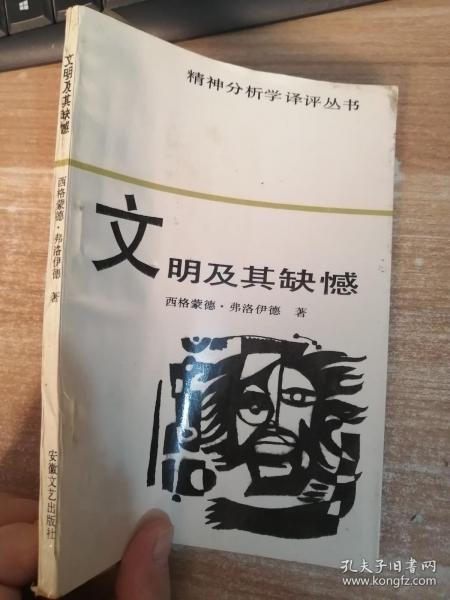 文明及其缺憾
西格蒙德·弗洛伊德 著
安徽文艺出版社
精神分析学译评丛书
文明及其缺憾
西格蒙德·弗洛伊德 著
孔夫子旧书网
www.kongfz.com